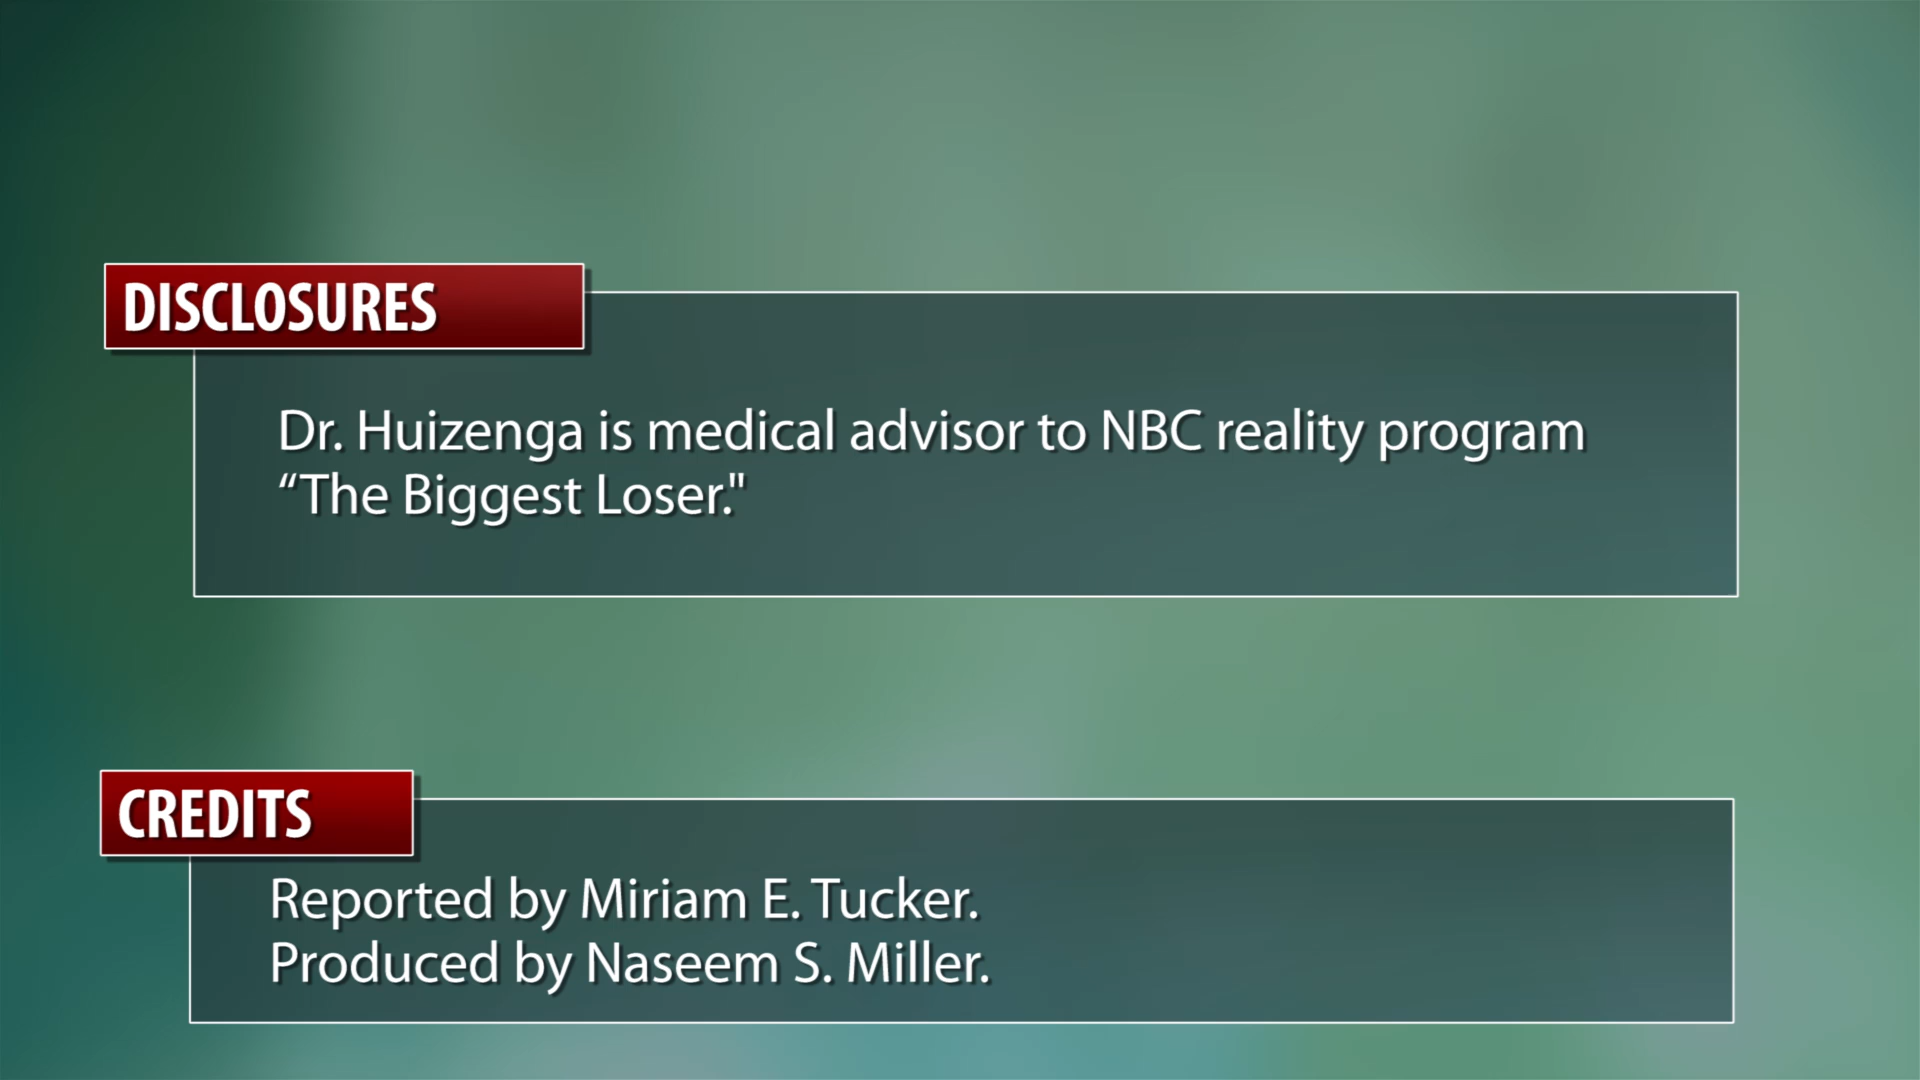 DISCLOSURES
Dr. Huizenga is medical advisor to NBC reality program
“The Biggest Loser."
CREDITS
Reported by Miriam E. Tucker.
Produced by Naseem S. Miller.